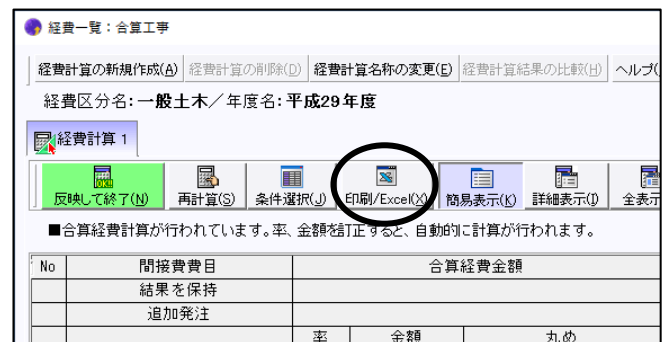 経費一覧：合算工事
経費計算の新規作成(A) 経費計算の削除(D) 経費計算名称の変更(E) 経費計算結果の比較(H) ヘルプ(
経費区分名：一般土木／年度名：平成29年度
経費計算 1
反映して終了(N) 再計算(S) 条件選択(J) 印刷/Excel(X) 簡易表示(K) 詳細表示(I) 全表示
■合算経費計算が行われています。率、金額を訂正すると、自動的に計算が行われます。
No 間接費費目 合算経費金額
結果を保持
追加発注
率 金額 丸め